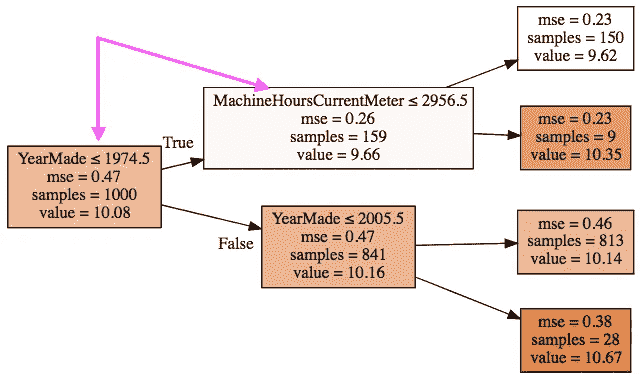 YearMade ≤ 1974.5
mse = 0.47
samples = 1000
value = 10.08
True
False
MachineHoursCurrentMeter ≤ 2956.5
mse = 0.26
samples = 159
value = 9.66
YearMade ≤ 2005.5
mse = 0.47
samples = 841
value = 10.16
mse = 0.23
samples = 150
value = 9.62
mse = 0.23
samples = 9
value = 10.35
mse = 0.46
samples = 813
value = 10.14
mse = 0.38
samples = 28
value = 10.67